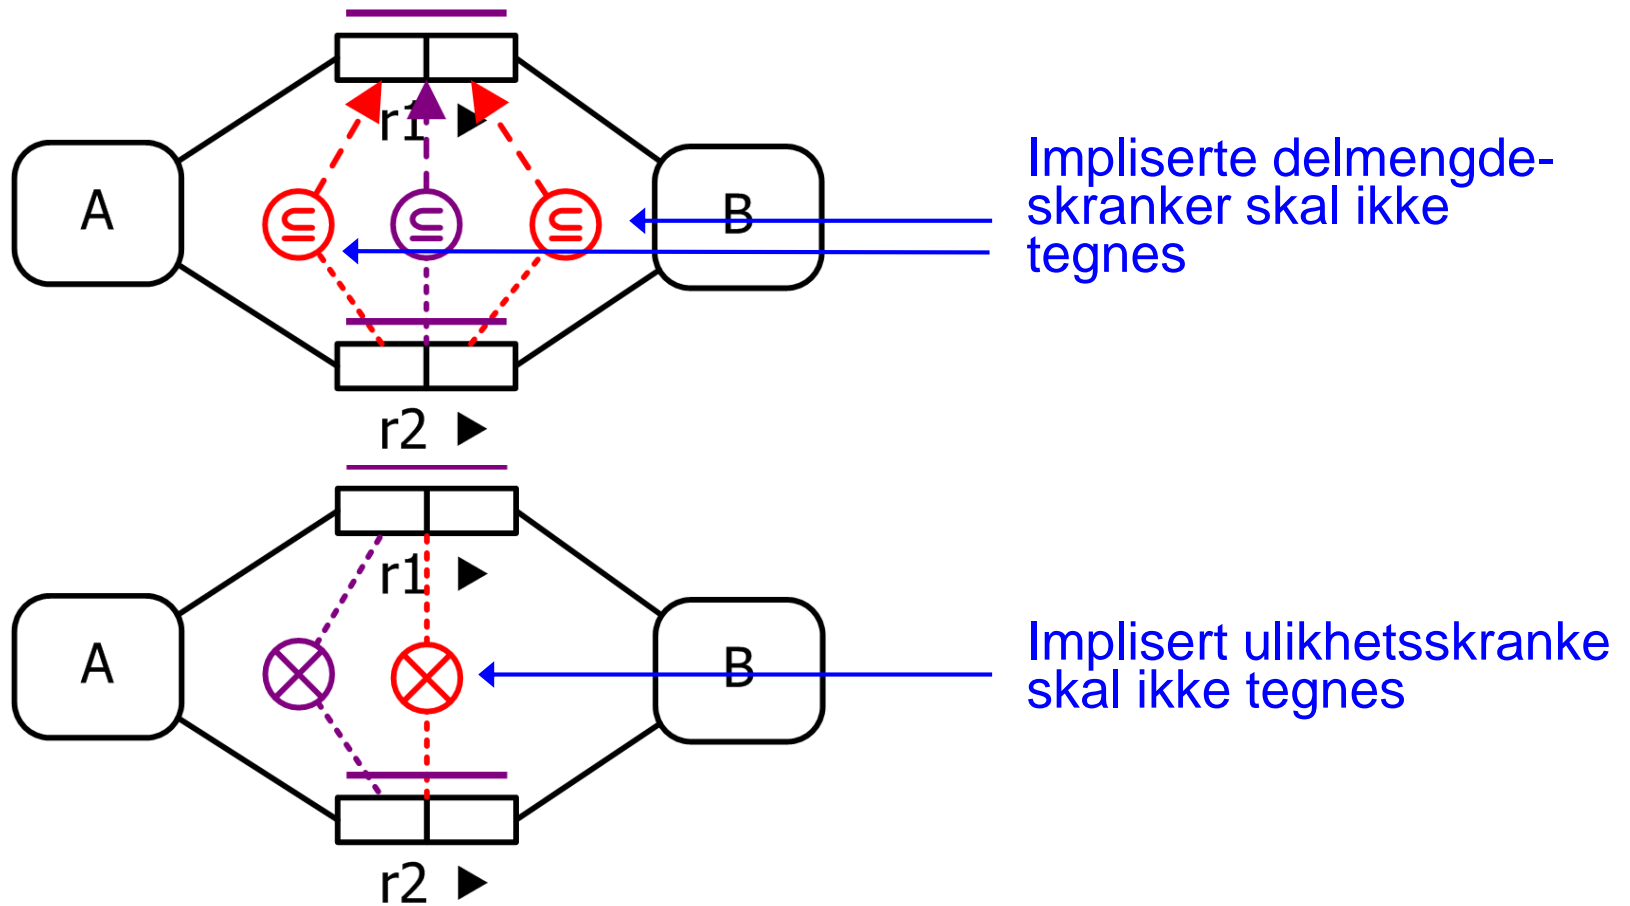 r1 ▶
Impliserte delmengde-
skranker skal ikke
tegnes
A
⊆
⊆
⊆
B
r2 ▶
r1 ▶
A
B
Implisert ulikhetsskranke
skal ikke tegnes
r2 ▶